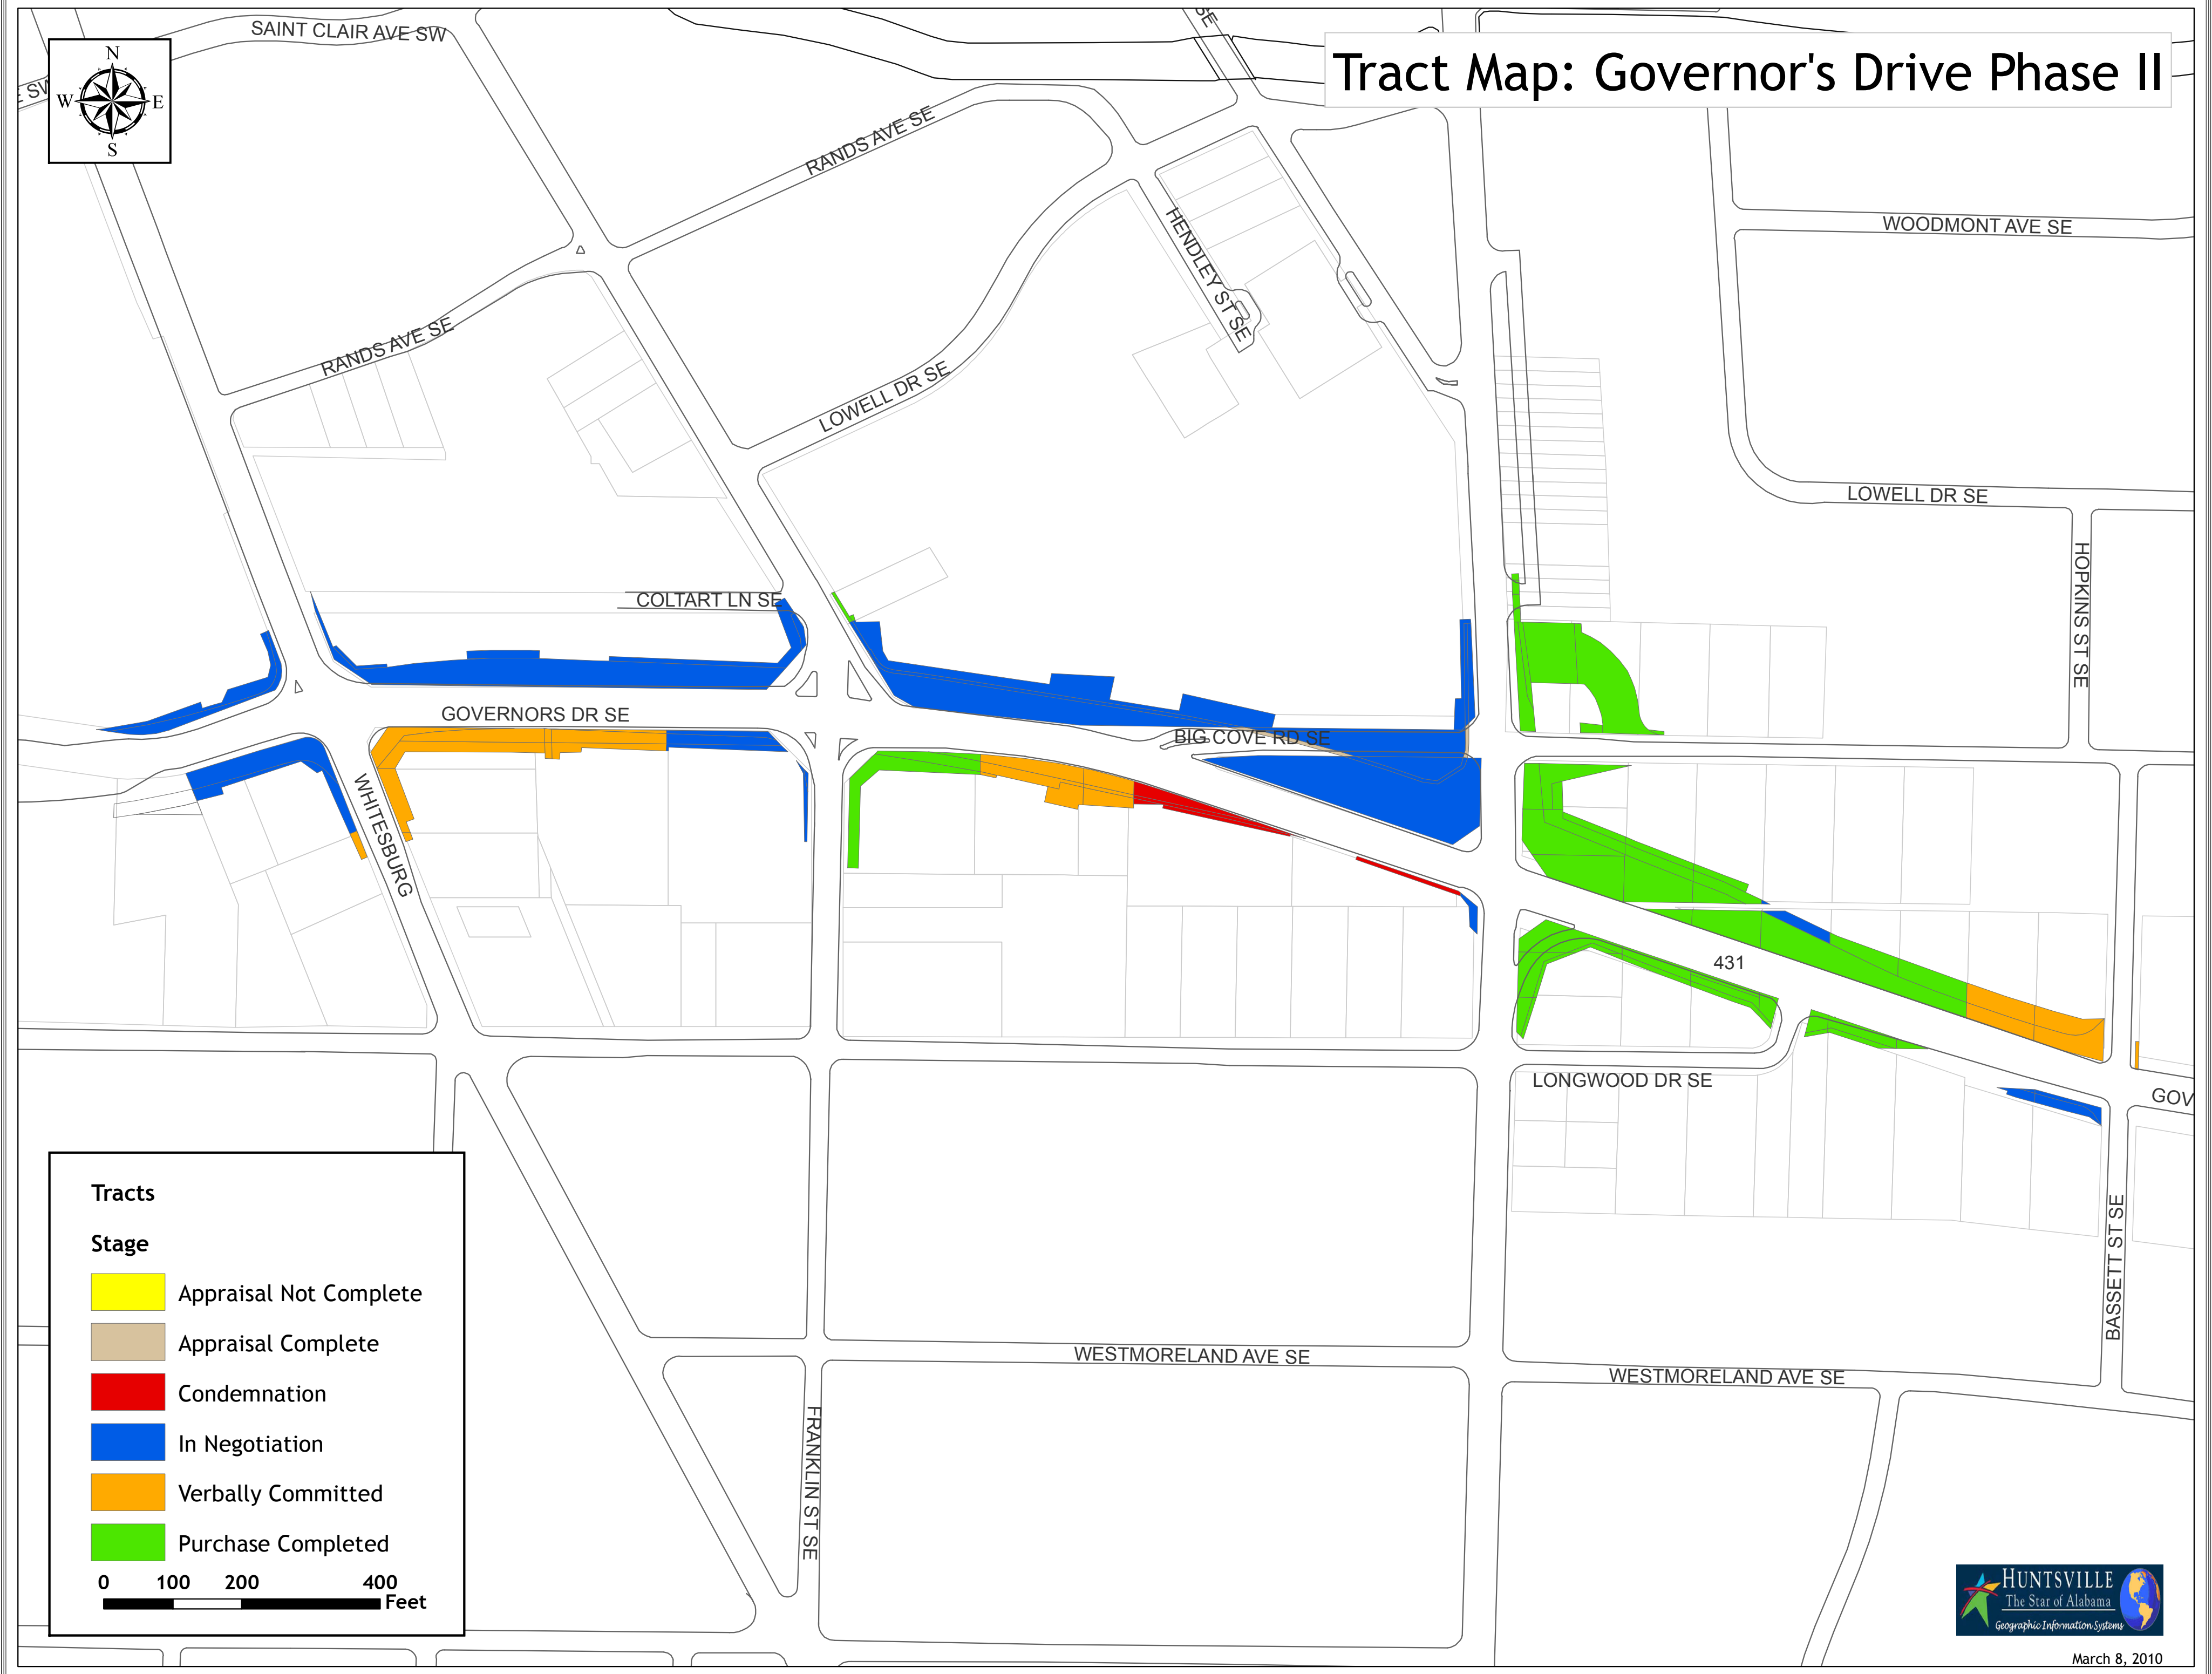 SAINT CLAIR AVE SW
SE
Tract Map: Governor's Drive Phase II
N
W
E
S
E SW
RANDS AVE SE
HENDLEY ST SE
WOODMONT AVE SE
RANDS AVE SE
LOWELL DR SE
LOWELL DR SE
HOPKINS ST SE
COLTART LN SE
GOVERNORS DR SE
BIG COVE RD SE
WHITESBURG
431
LONGWOOD DR SE
GOV
BASSETT ST SE
WESTMORELAND AVE SE
WESTMORELAND AVE SE
FRANKLIN ST SE
Tracts
Stage
Appraisal Not Complete
Appraisal Complete
Condemnation
In Negotiation
Verbally Committed
Purchase Completed
0 100 200 400
Feet
HUNTSVILLE
The Star of Alabama
Geographic Information Systems
March 8, 2010